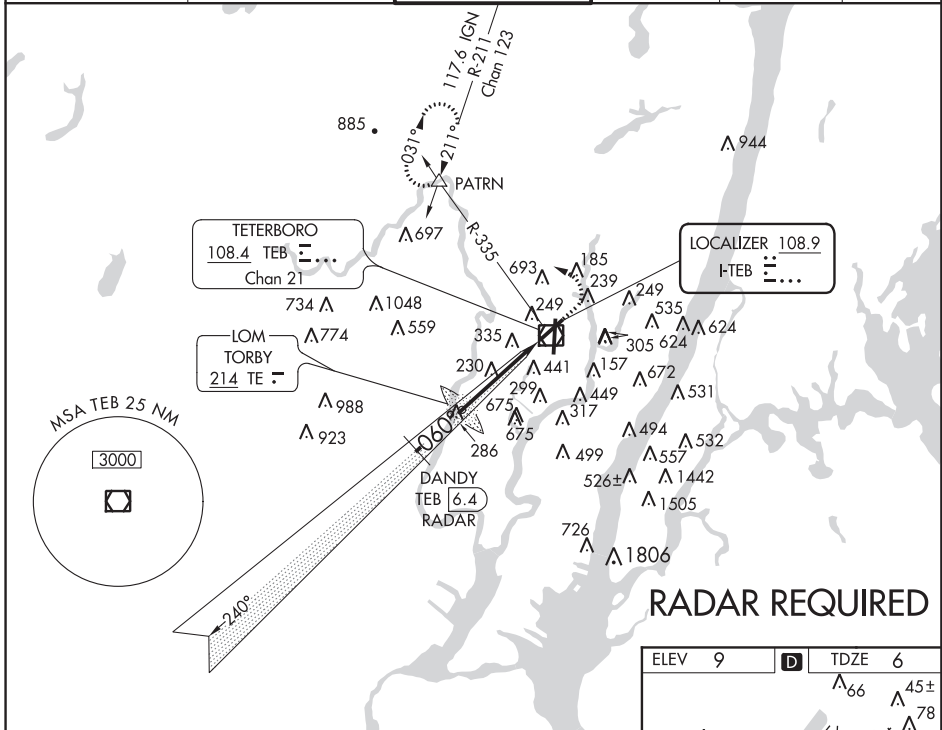 117.6 IGN
R-211
Chan 123
885
031°
211°
944
PATRN
R-335
697
TETERBORO
108.4 TEB
Chan 21
LOCALIZER 108.9
I-TEB
693
185
239
249
249
535
734
1048
559
774
335
305
624
624
LOM
TORBY
214 TE
230
441
157
672
299
449
531
988
675
675
317
923
060°
286
494
532
499
557
MSA TEB 25 NM
3000
DANDY
TEB 6.4
RADAR
526±
1442
1505
726
1806
240°
RADAR REQUIRED
ELEV 9 D TDZE 6
66
45±
78